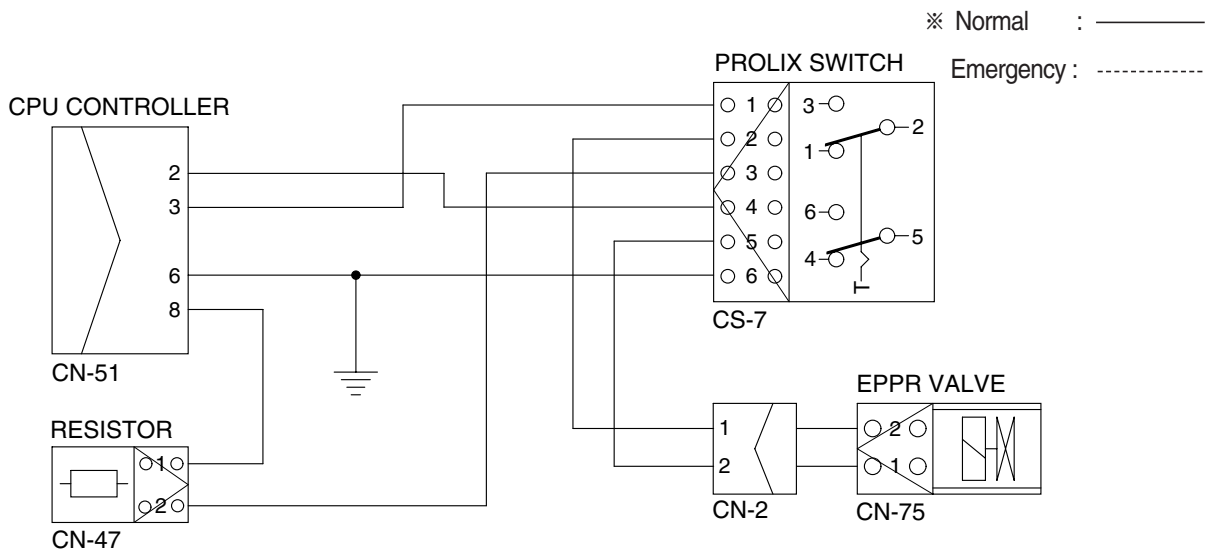 ※ Normal :
Emergency :
PROLIX SWITCH
CPU CONTROLLER
1
2
3
4
5
6
3
2
1
6
5
4
2
3
6
8
CS-7
CN-51
EPPR VALVE
RESISTOR
1
2
1
2
2
1
CN-2
CN-75
CN-47